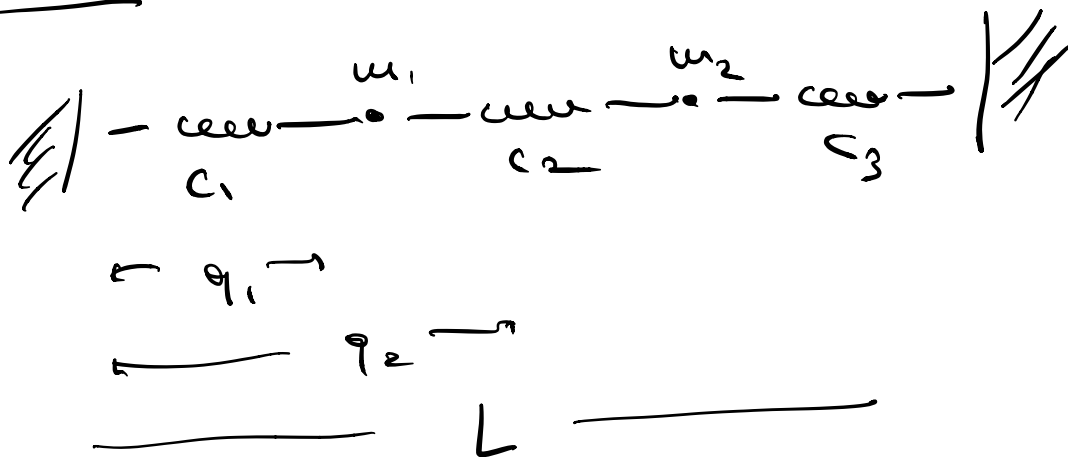 m₁ m₂
c₁ c₂ c₃
q₁
q₂
L